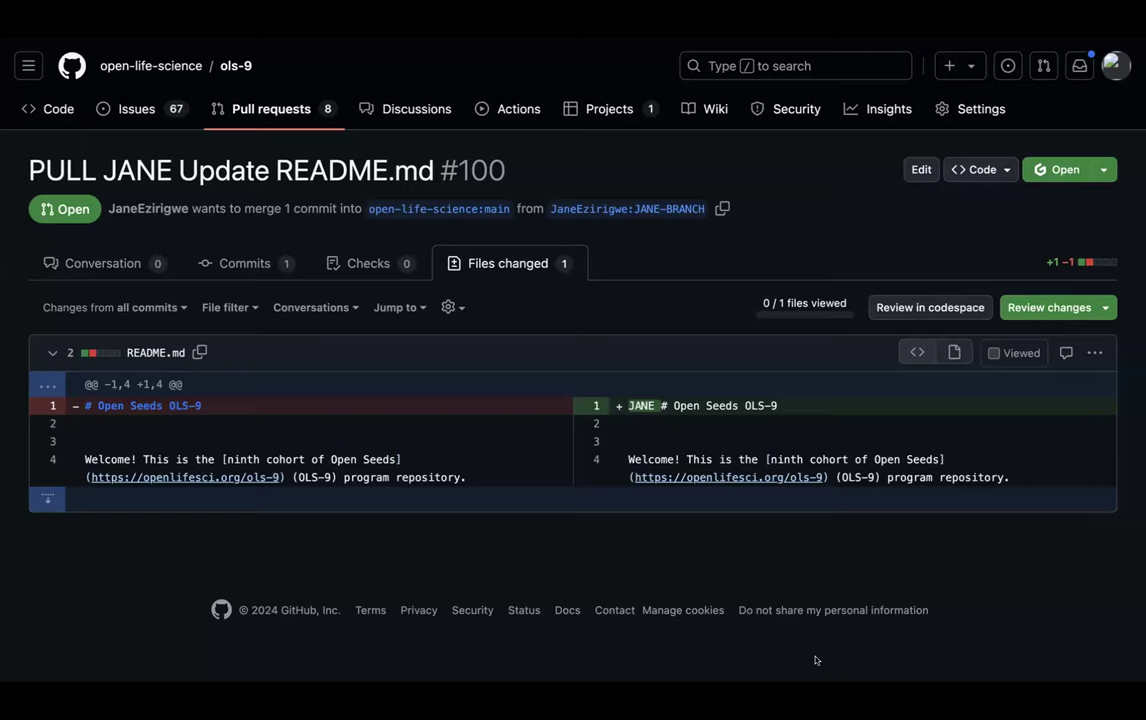 open-life-science / ols-9
Type / to search
Code
Issues 67
Pull requests 8
Discussions
Actions
Projects 1
Wiki
Security
Insights
Settings
PULL JANE Update README.md #100
Edit
<> Code
Open
Open
JaneEzirigwe wants to merge 1 commit into open-life-science:main from JaneEzirigwe:JANE-BRANCH
Conversation 0
Commits 1
Checks 0
Files changed 1
+1 −1
Changes from all commits
File filter
Conversations
Jump to
0 / 1 files viewed
Review in codespace
Review changes
2 README.md
Viewed
@@ -1,4 +1,4 @@
1 – # Open Seeds OLS-9
1 + JANE # Open Seeds OLS-9
2
2
3
3
4 Welcome! This is the [ninth cohort of Open Seeds]
(https://openlifesci.org/ols-9) (OLS-9) program repository.
4 Welcome! This is the [ninth cohort of Open Seeds]
(https://openlifesci.org/ols-9) (OLS-9) program repository.
© 2024 GitHub, Inc. Terms Privacy Security Status Docs Contact Manage cookies Do not share my personal information